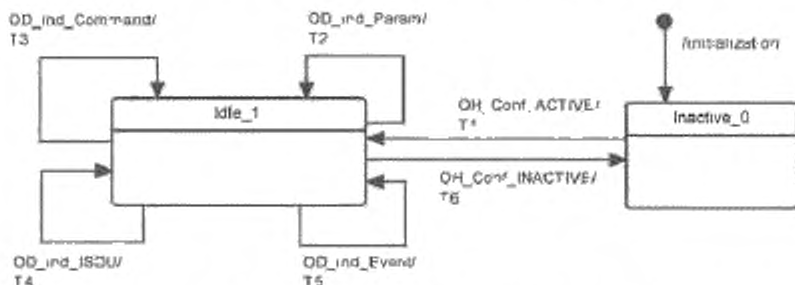 OD_ind_Command/
T3
OD_ind_Param/
T2
/Initialization
Idle_1
OH_Conf_ACTIVE/
Inactive_0
OH_Conf_INACTIVE/
T6
OD_ind_ISDU/
T4
OD_ind_Event/
T5